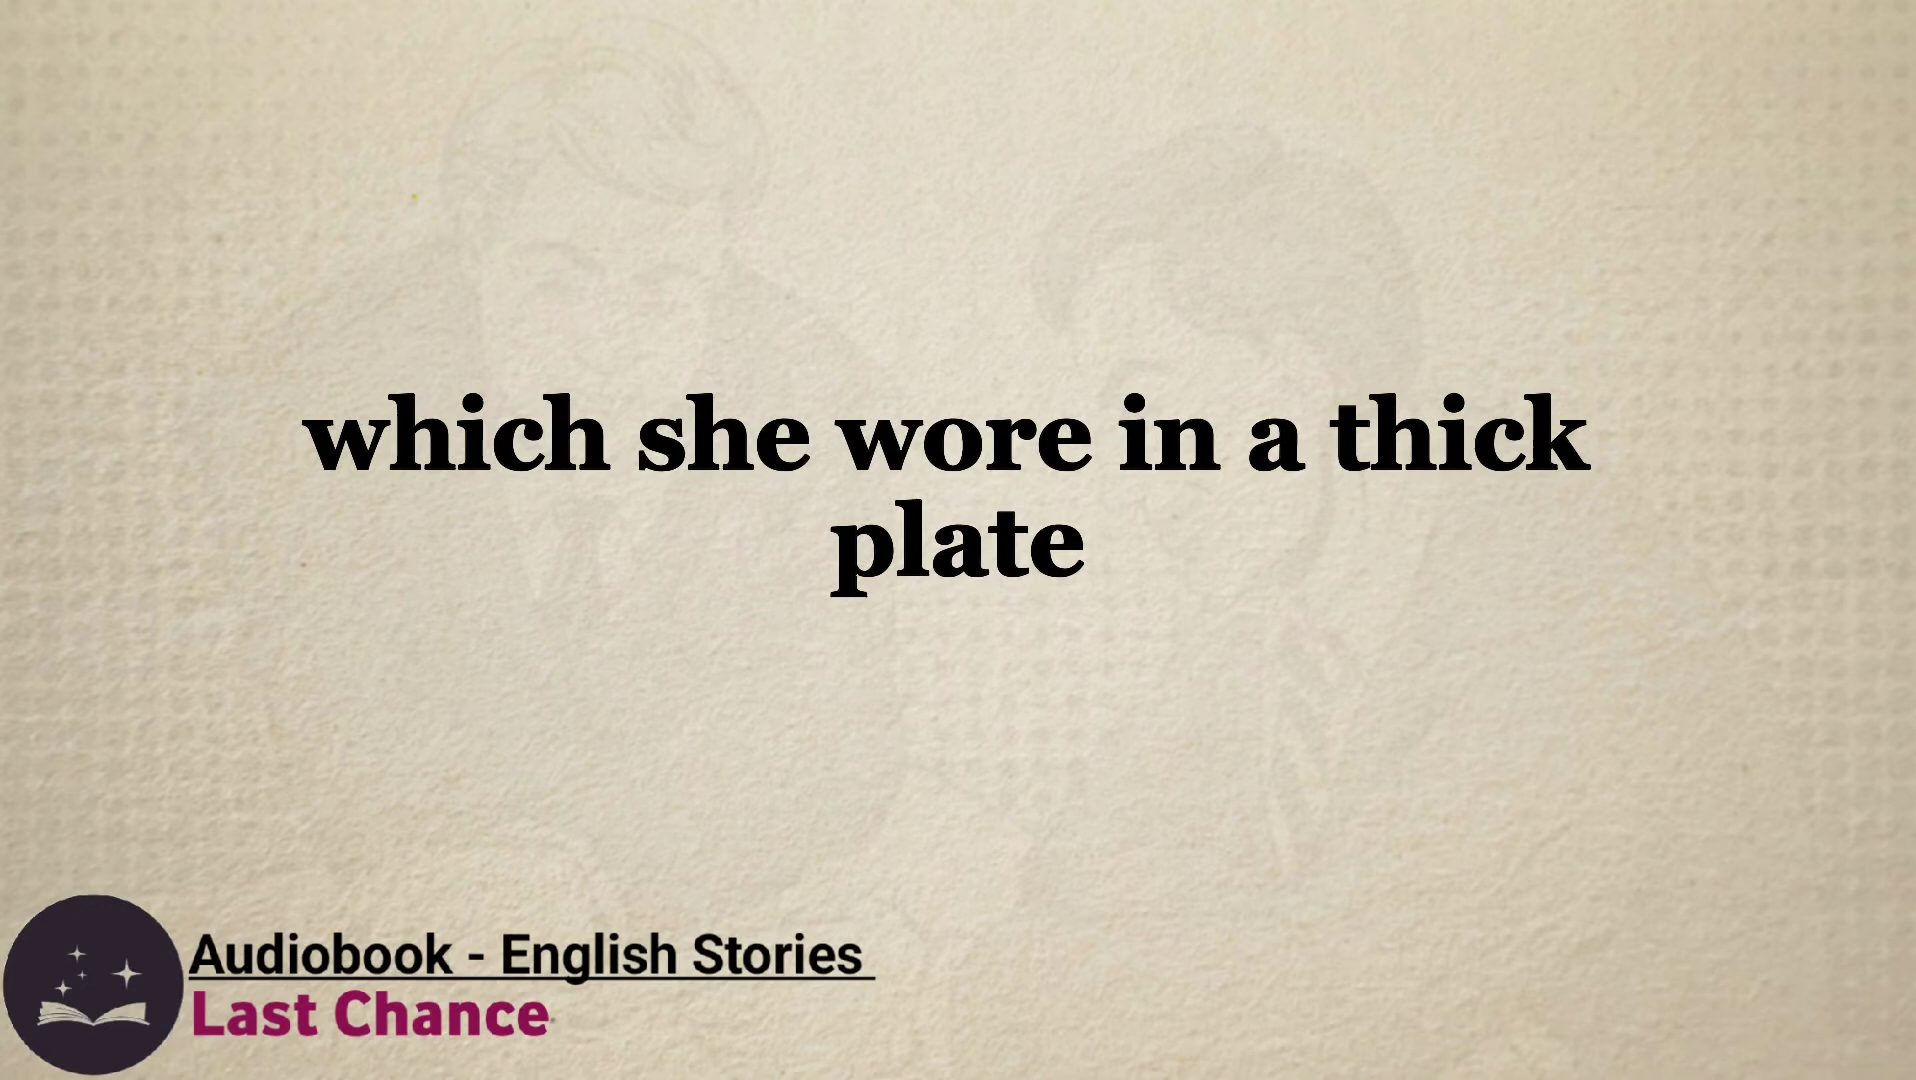 which she wore in a thick
plate
Audiobook - English Stories
Last Chance